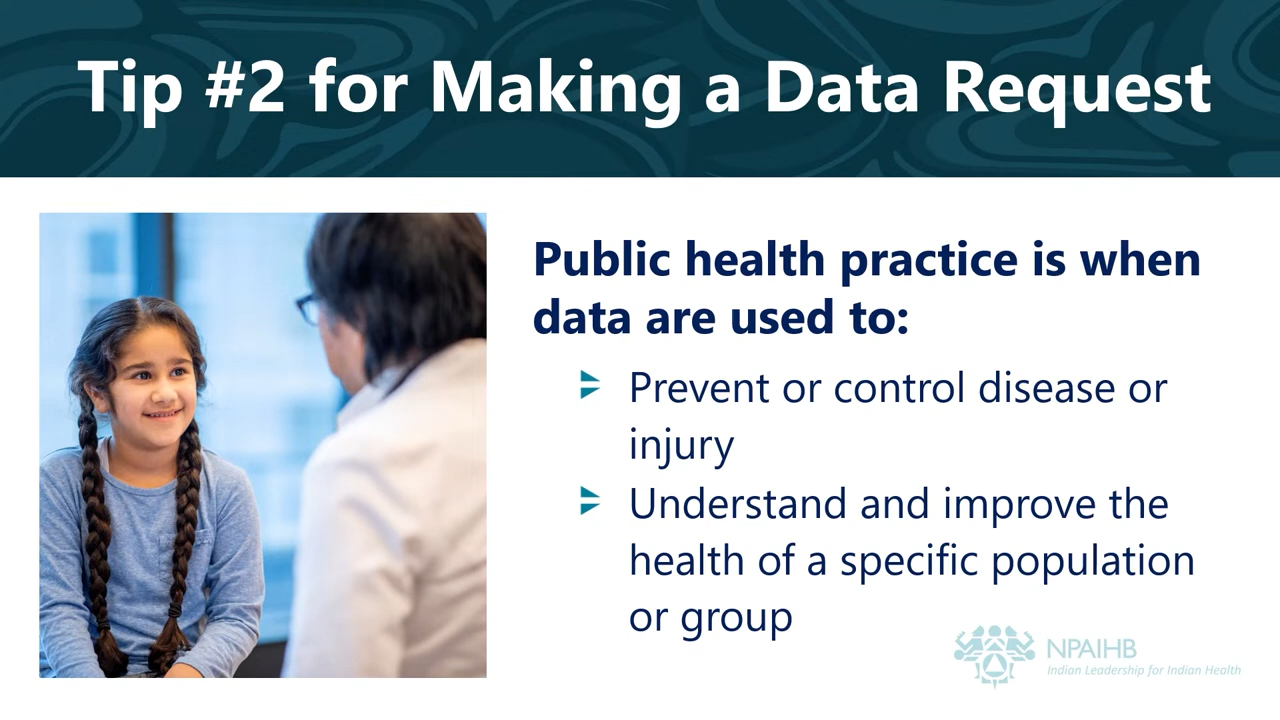 Tip #2 for Making a Data Request
Public health practice is when
data are used to:
Prevent or control disease or
injury
Understand and improve the
health of a specific population
or group
NPAIHB
Indian Leadership for Indian Health